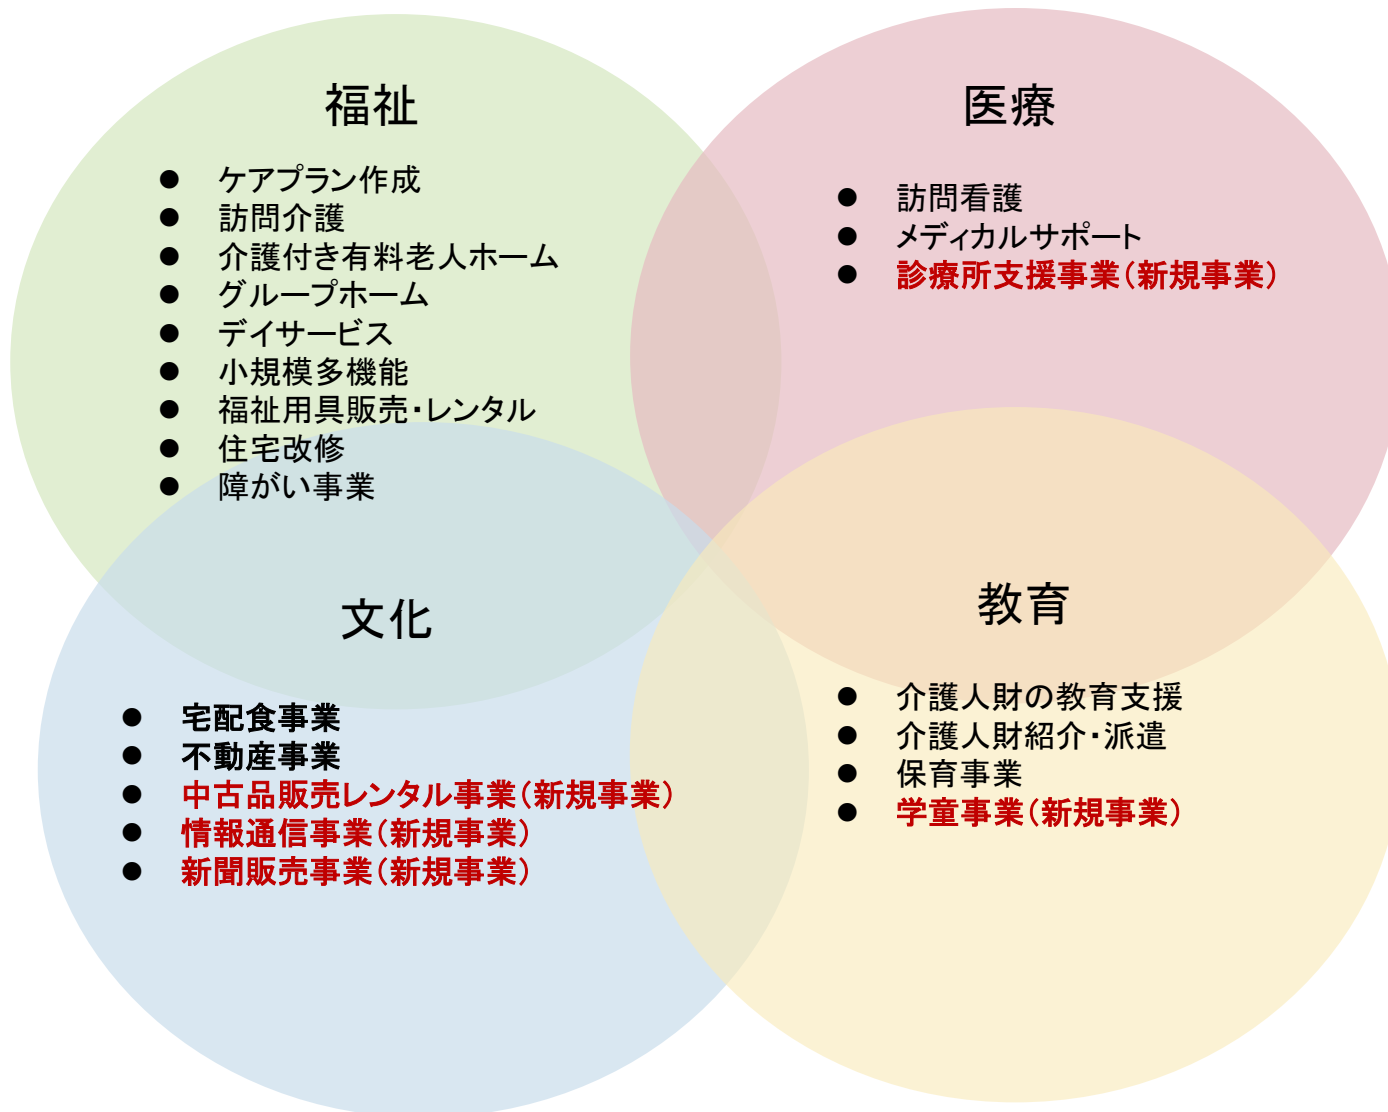 福祉
● ケアプラン作成
● 訪問介護
● 介護付き有料老人ホーム
● グループホーム
● デイサービス
● 小規模多機能
● 福祉用具販売・レンタル
● 住宅改修
● 障がい事業
医療
● 訪問看護
● メディカルサポート
● 診療所支援事業(新規事業)
文化
● 宅配食事業
● 不動産事業
● 中古品販売レンタル事業(新規事業)
● 情報通信事業(新規事業)
● 新聞販売事業(新規事業)
教育
● 介護人財の教育支援
● 介護人財紹介・派遣
● 保育事業
● 学童事業(新規事業)